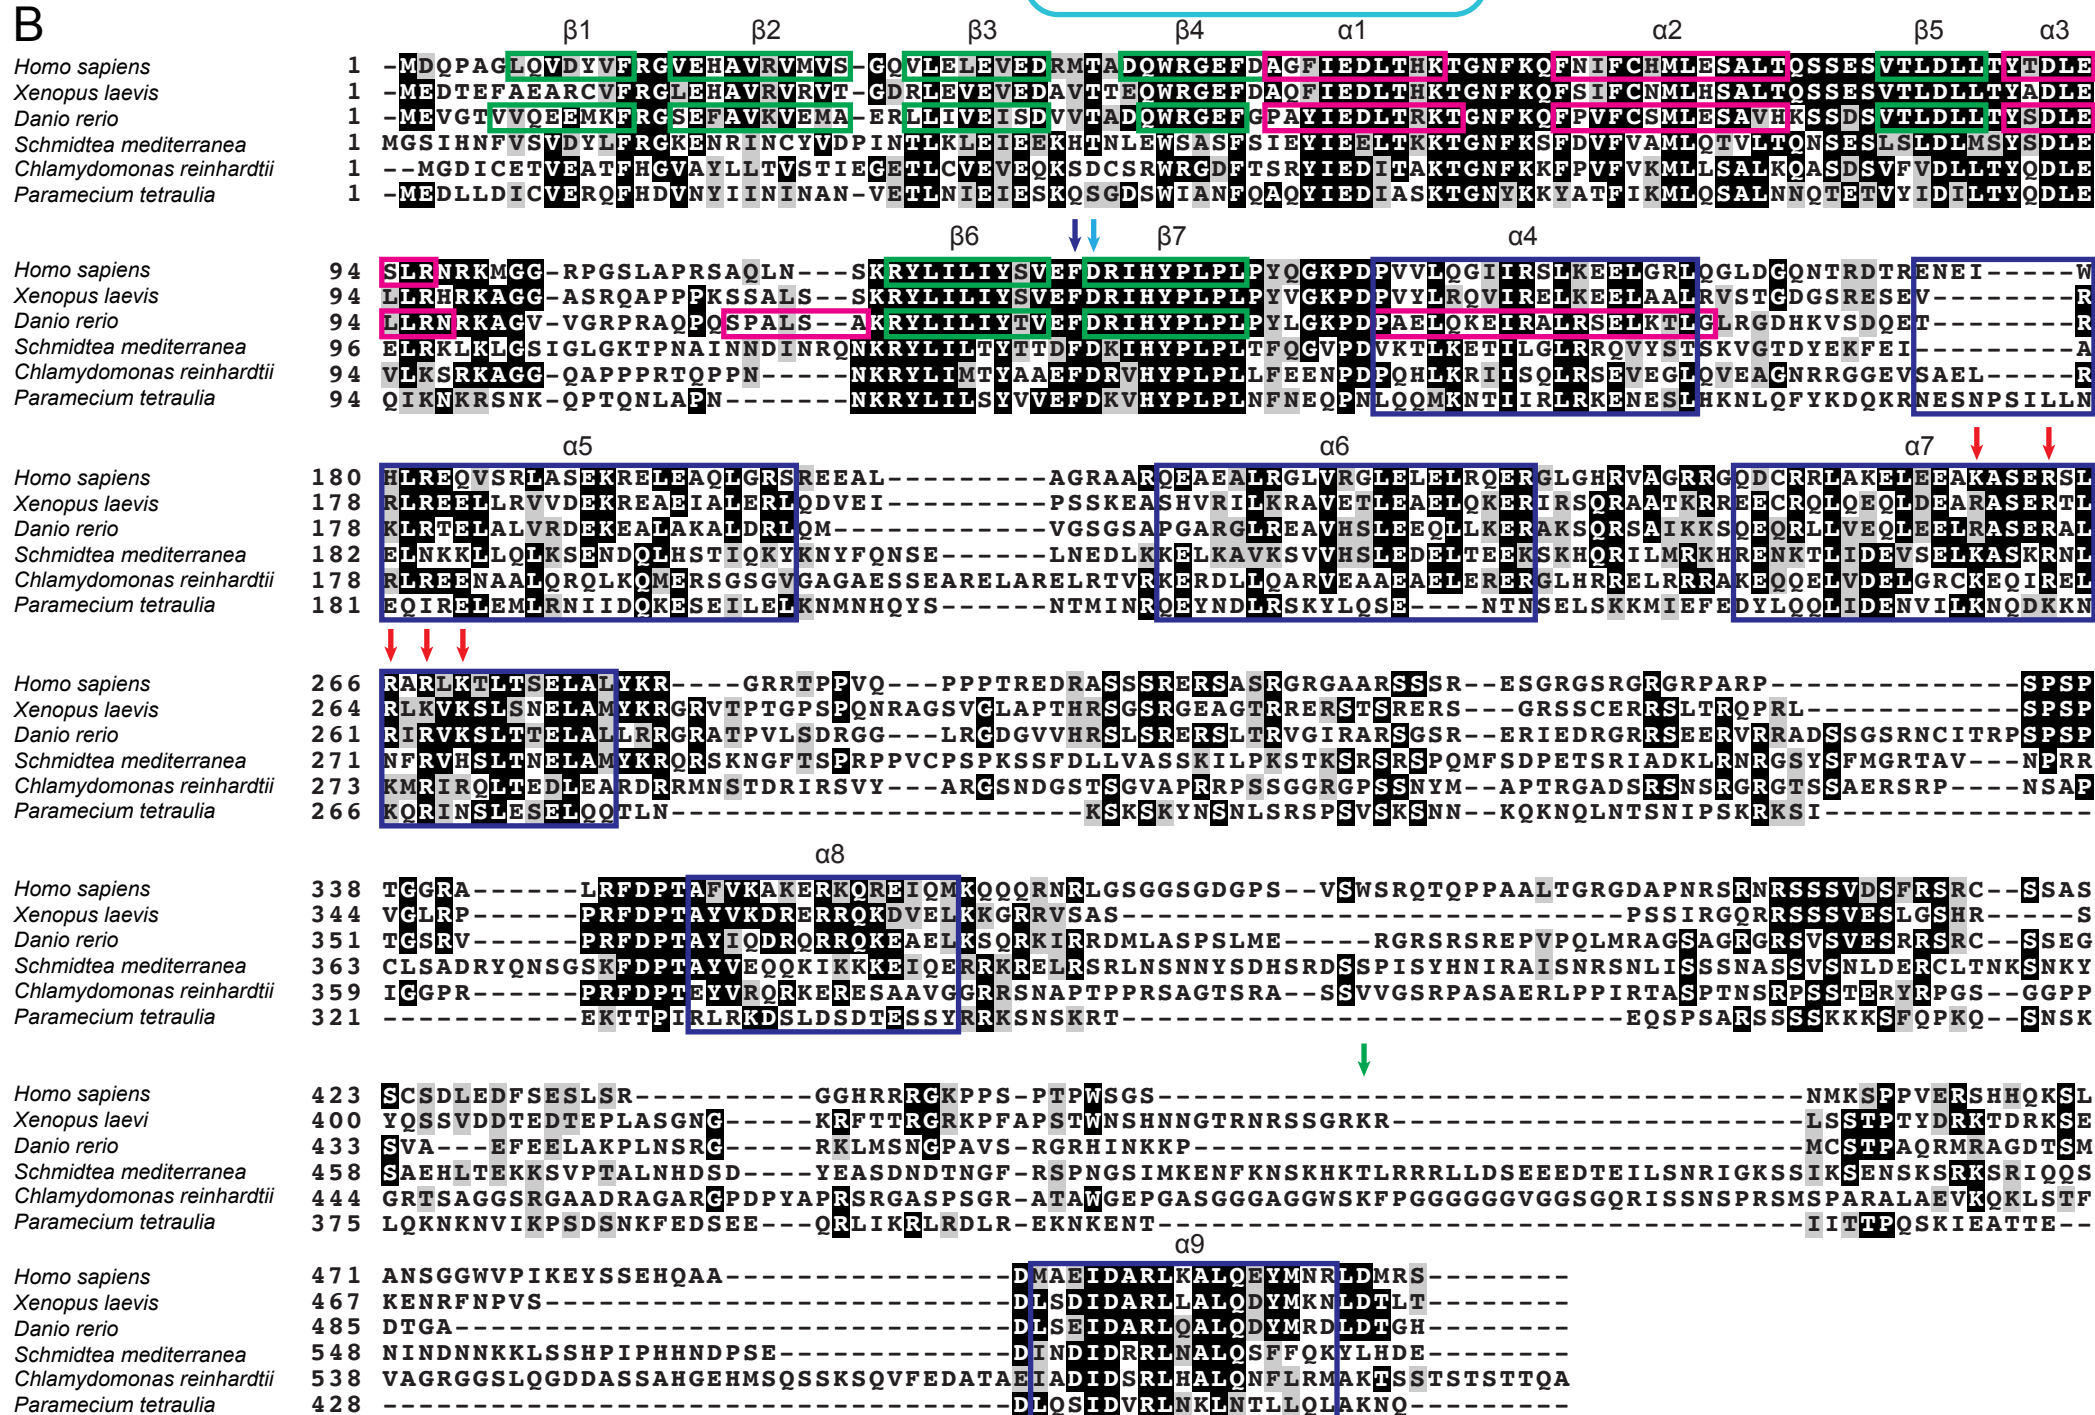 B
β1 β2 β3 β4 α1 α2 β5 α3
Homo sapiens 1 -MDQPAGLQVDYVFRGVEHAVRVMVS-GQVLELEVEDRMTADQWRGEFDAGFIEDLTHKTGNFKQFNIFCHMLESALTQSSESVTLDLLTYTDLE
Xenopus laevis 1 -MEDTEFAEARCVFRGLEHAVRVRVT-GDRLEVEVEDAVTTEQWRGEFDAQFIEDLTHKTGNFKQFSIFCNMLHSALTQSSESVTLDLLTYADLE
Danio rerio 1 -MEVGTVVQEEMKFRGSEFAVKVEMA-ERLLIVEISDVVTADQWRGEFGPAYIEDLTRKTGNFKQFPVFCSMLESAVHKSSDSVTLDLLTYSDLE
Schmidtea mediterranea 1 MGSIHNFVSVDYLFRGKENRINCYVDPINTLKLEIEEKHTNLEWSASFSIEYIEELTKKTGNFKSFDVFVAMLQTVLTQNSESLSLDLMSYSDLE
Chlamydomonas reinhardtii 1 --MGDICETVEATFHGVAYLLTVSTIEGETLCVEVEQKSDCSRWRGDFTSRYIEDITAKTGNFKKFPVFVKMLLSALKQASDSVFVDLLTYQDLE
Paramecium tetraulia 1 -MEDLLDICVERQFHDVNYIININAN-VETLNIEIESKQSGDSWIANFQAQYIEDIASKTGNYKKYATFIKMLQSALNNQTETVYIDILTYQDLE
β6 β7 α4
Homo sapiens 94 SLRNRKMGG-RPGSLAPRSAQLN---SKRYLILIYSVEFDRIHYPLPLPYQGKPDPVVLQGIIRSLKEELGRLQGLDGQNTRDTRENEI-----W
Xenopus laevis 94 LLRHRKAGG-ASRQAPPPKSSALS--SKRYLILIYSVEFDRIHYPLPLPYVGKPDPVYLRQVIRELKEELAALRVSTGDGSRESEV---------R
Danio rerio 94 LLRNRKAGV-VGRPRAQPQSPALS--AKRYLILIYTVEFDRIHYPLPLPYLGKPDPAELQKEIRALRSELKTLGLRGDHKVSDQET---------R
Schmidtea mediterranea 96 ELRKLKLGSIGLGKTPNAINNDINRQNKRYLILTYTTDFDKIHYPLPLTFQGVPDVKTLKETILGLRRQVYSTSKVGTDYEKFEI---------A
Chlamydomonas reinhardtii 94 VLKSRKAGG-QAPPPRTQPPN-----NKRYLIMTYAAEFDRVHYPLPLLFEENPDPQHLKRIISQLRSEVEGLQVEAGNRRGGEVSAEL-----R
Paramecium tetraulia 94 QIKNKRSNK-QPTQNLAPN-------NKRYLILSYVVEFDKVHYPLPLNFNEQPNLQQMKNTIIRLRKENESLHKNLQFYKDQKRNESNPSILLN
α5 α6 α7
Homo sapiens 180 HLREQVSRLASEKRELEAQLGRSREEAL---------AGRAARQEAEALRGLVRGLELELRQERGLGHRVAGRRGQDCRRLAKELEEAKASERSL
Xenopus laevis 178 RLREELLRVVDEKREAEIALERLQDVEI---------PSSKEASHVRILKRAVETLEAELQKERIRSQRAATKRREECRQLQEQLDEARASERTL
Danio rerio 178 KLRTELALVRDEKEALAKALDRLQM------------VGSGSAPGARGLREAVHSLEEQLLKERAKSQRSAIKKSQEQRLLVEQLEELRASERAL
Schmidtea mediterranea 182 ELNKKLLQLKSENDQLHSTIQKYKNYFQNSE------LNEDLKKELKAVKSVVHSLEDELTEEKSKHQRILMRKHRENKTLIDEVSELKASKRNL
Chlamydomonas reinhardtii 178 RLREENAALQRQLKQMERSGSGVGAGAESSEARELARELRTVRKERDLLQARVEAAEAELERERGLHRRELRRRAKEQQELVDELGRCKEQIREL
Paramecium tetraulia 181 EQIRELEMLRNIIDQKESEILELKNMNHQYS------NTMINRQEYNDLRSKYLQSE----NTNSELSKKMIEFEDYLQQLIDENVILKNQDKKN
Homo sapiens 266 RARLKTLTSELALYKR----GRRTPPVQ---PPPTREDRASSSRERSASRGRGAARSSSR--ESGRGSRGRGRPARP--------------SPSP
Xenopus laevis 264 RLKVKSLSNELAMYKRGRVTPTGPSPQNRAGSVGLAPTHRSGSRGEAGTRRERSTSRERS---GRSSCERRSLTRQPRL------------SPSP
Danio rerio 261 RIRVKSLTTELALLRRGRATPVLSDRGG---LRGDGVVHRSLSRERSLTRVGIRARSGSR--ERIEDRGRRSEERVRRADSSGSRNCITRPSPSP
Schmidtea mediterranea 271 NFRVHSLTNELAMYKRQRSKNGFTSPRPPVCPSPKSSFDLLVASSKILPKSTKSRSRSPQMFSDPETSRIADKLRNRGSYSFMGRTAV---NPRR
Chlamydomonas reinhardtii 273 KMRIRQLTEDLEARDRRMNSTDRIRSVY---ARGSNDGSTSGVAPRRPSSGGRGPSSNYM--APTRGADSRSNSRGRGTSSAERSRP----NSAP
Paramecium tetraulia 266 KQRINSLESELQQTLN-----------------------KSKSKYNSNLSRSPSVSKSNN--KQKNQLNTSNIPSKRKSI---------------
α8
Homo sapiens 338 TGGRA------LRFDPTAFVKAKERKQREIQMKQQQRNRLGSGGSGDGPS--VSWSRQTQPPAALTGRGDAPNRSRNRSSSVDSFRSRC--SSAS
Xenopus laevis 344 VGLRP------PRFDPTAYVKDRERRQKDVELKKGRRVSAS----------------------------PSSIRGQRRSSSVESLGSHR-----S
Danio rerio 351 TGSRV------PRFDPTAYIQDRQRRQKEAELKSQRKIRRDMLASPSLME-----RGRSRSREPVPQLMRAGSAGRGRSVSVESRRSRC--SSEG
Schmidtea mediterranea 363 CLSADRYQNSGSKFDPTAYVEQQKIKKKEIQERRKRELRSRLNSNNYSDHSRDSSPISYHNIRAISNRSNLISSSNASSVSNLDERCLTNKSNKY
Chlamydomonas reinhardtii 359 IGGPR------PRFDPTEYVRQRKERESAAVGGRRSNAPTPPRSAGTSRA--SSVVGSRPASAERLPPIRTASPTNSRPSSTERYRPGS--GGPP
Paramecium tetraulia 321 -----------EKTTPIRLRKDSLDSDTESSYRRKSNSKRT----------------------------EQSPSARSSSSKKKSFQPKQ--SNSK
Homo sapiens 423 SCSDLEDFSESLSR----------GGHRRRGKPPS-PTPWSGS------------------------------------NMKSPPVERSHHQKSL
Xenopus laevi 400 YQSSVDDTEDTEPLASGNG-----KRFTTRGRKPFAPSTWNSHNNGTRNRSSGRKR-----------------------LSSTPTYDRKTDRKSE
Danio rerio 433 SVA---EFEELAKPLNSRG-----RKLMSNGPAVS-RGRHINKKP----------------------------------MCSTPAQRMRAGDTSM
Schmidtea mediterranea 458 SAEHLTEKKSVPTALNHDSD----YEASDNDTNGF-RSPNGSIMKENFKNSKHKTLRRRLLDSEEEDTEILSNRIGKSSIKSENSKSRKSRIQQS
Chlamydomonas reinhardtii 444 GRTSAGGSRGAADRAGARGPDPYAPRSRGASPSGR-ATAWGEPGASGGGAGGWSKFPGGGGGGVGGSGQRISSNSPRSMSPARALAEVKQKLSTF
Paramecium tetraulia 375 LQKNKNVIKPSDSNKFEDSEE---QRLIKRLRDLR-EKNKENT------------------------------------IITTPQSKIEATTE--
α9
Homo sapiens 471 ANSGGWVPIKEYSSEHQAA----------------DMAEIDARLKALQEYMNRLDMRS--------
Xenopus laevis 467 KENRFNPVS--------------------------DLSDIDARLLALQDYMKNLDTLT--------
Danio rerio 485 DTGA-------------------------------DLSEIDARLQALQDYMRDLDTGH--------
Schmidtea mediterranea 548 NINDNNKKLSSHPIPHHNDPSE-------------DINDIDRRLNALQSFFQKYLHDE--------
Chlamydomonas reinhardtii 538 VAGRGGSLQGDDASSAHGEHMSQSSKSQVFEDATAEIADIDSRLHALQNFLRMAKTSSTSTSTTQA
Paramecium tetraulia 428 -----------------------------------DLQSIDVRLNKLNTLLQLAKNQ---------